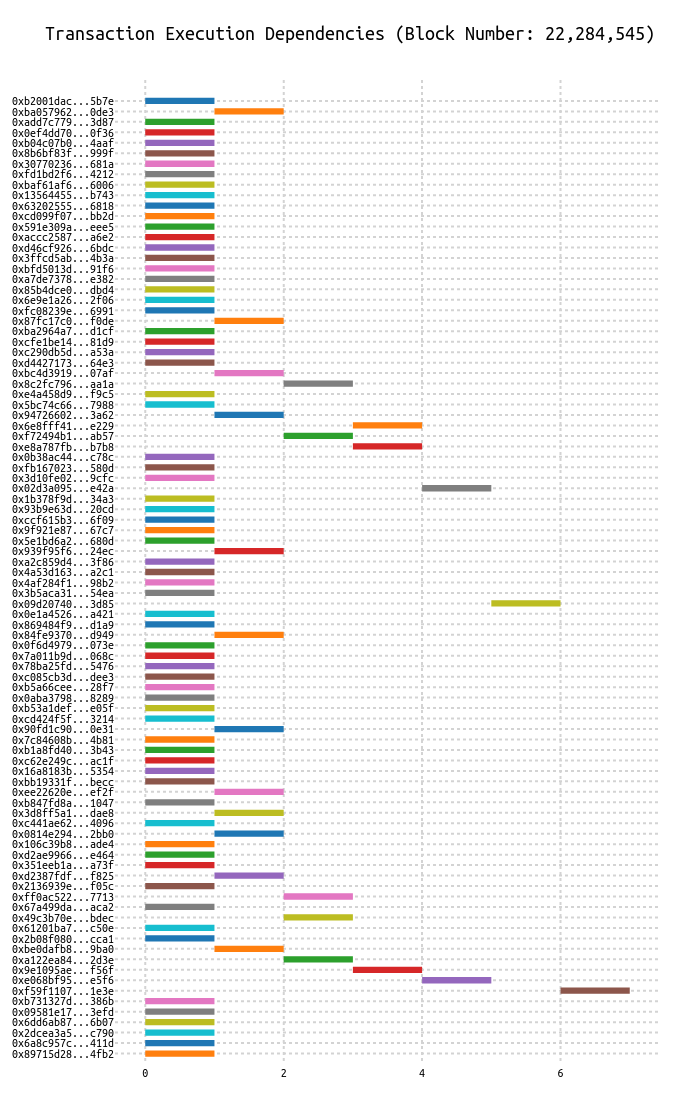 Transaction Execution Dependencies (Block Number: 22,284,545)
0xb2001dac...5b7e
0xba057962...0de3
0xadd7c779...3d87
0x0ef4dd70...0f36
0xb04c07b0...4aaf
0x8b6bf83f...999f
0x30770236...681a
0xfd1bd2f6...4212
0xbaf61af6...6006
0x13564455...b743
0x63202555...6818
0xcd099f07...bb2d
0x591e309a...eee5
0xaccc2587...a6e2
0xd46cf926...6bdc
0x3ffcd5ab...4b3a
0xbfd5013d...91f6
0xa7de7378...e382
0x85b4dce0...dbd4
0x6e9e1a26...2f06
0xfc08239e...6991
0x87fc17c0...f0de
0xba2964a7...d1cf
0xcfe1be14...81d9
0xc290db5d...a53a
0xd4427173...64e3
0xbc4d3919...07af
0x8c2fc796...aa1a
0xe4a458d9...f9c5
0x5bc74c66...7988
0x94726602...3a62
0x6e8fff41...e229
0xf72494b1...ab57
0xe8a787fb...b7b8
0x0b38ac44...c78c
0xfb167023...580d
0x3d10fe02...9cfc
0x02d3a095...e42a
0x1b378f9d...34a3
0x93b9e63d...20cd
0xccf615b3...6f09
0x9f921e87...67c7
0x5e1bd6a2...680d
0x939f95f6...24ec
0xa2c859d4...3f86
0x4a53d163...a2c1
0x4af284f1...98b2
0x3b5aca31...54ea
0x09d20740...3d85
0x0e1a4526...a421
0x869484f9...d1a9
0x84fe9370...d949
0x0f6d4979...073e
0x7a011b9d...068c
0x78ba25fd...5476
0xc085cb3d...dee3
0xb5a66cee...28f7
0x0aba3798...8289
0xb53a1def...e05f
0xcd424f5f...3214
0x90fd1c90...0e31
0x7c84608b...4b81
0xb1a8fd40...3b43
0xc62e249c...ac1f
0x16a8183b...5354
0xbb19331f...becc
0xee22620e...ef2f
0xb847fd8a...1047
0x3d8ff5a1...dae8
0xc441ae62...4096
0x0814e294...2bb0
0x106c39b8...ade4
0xd2ae9966...e464
0x351eeb1a...a73f
0xd2387fdf...f825
0x2136939e...f05c
0xff0ac522...7713
0x67a499da...aca2
0x49c3b70e...bdec
0x61201ba7...c50e
0x2b08f080...cca1
0xbe0dafb8...9ba0
0xa122ea84...2d3e
0x9e1095ae...f56f
0xe068bf95...e5f6
0xf59f1107...1e3e
0xb731327d...386b
0x09581e17...3efd
0x6dd6ab87...6b07
0x2dcea3a5...c790
0x6a8c957c...411d
0x89715d28...4fb2
0 2 4 6